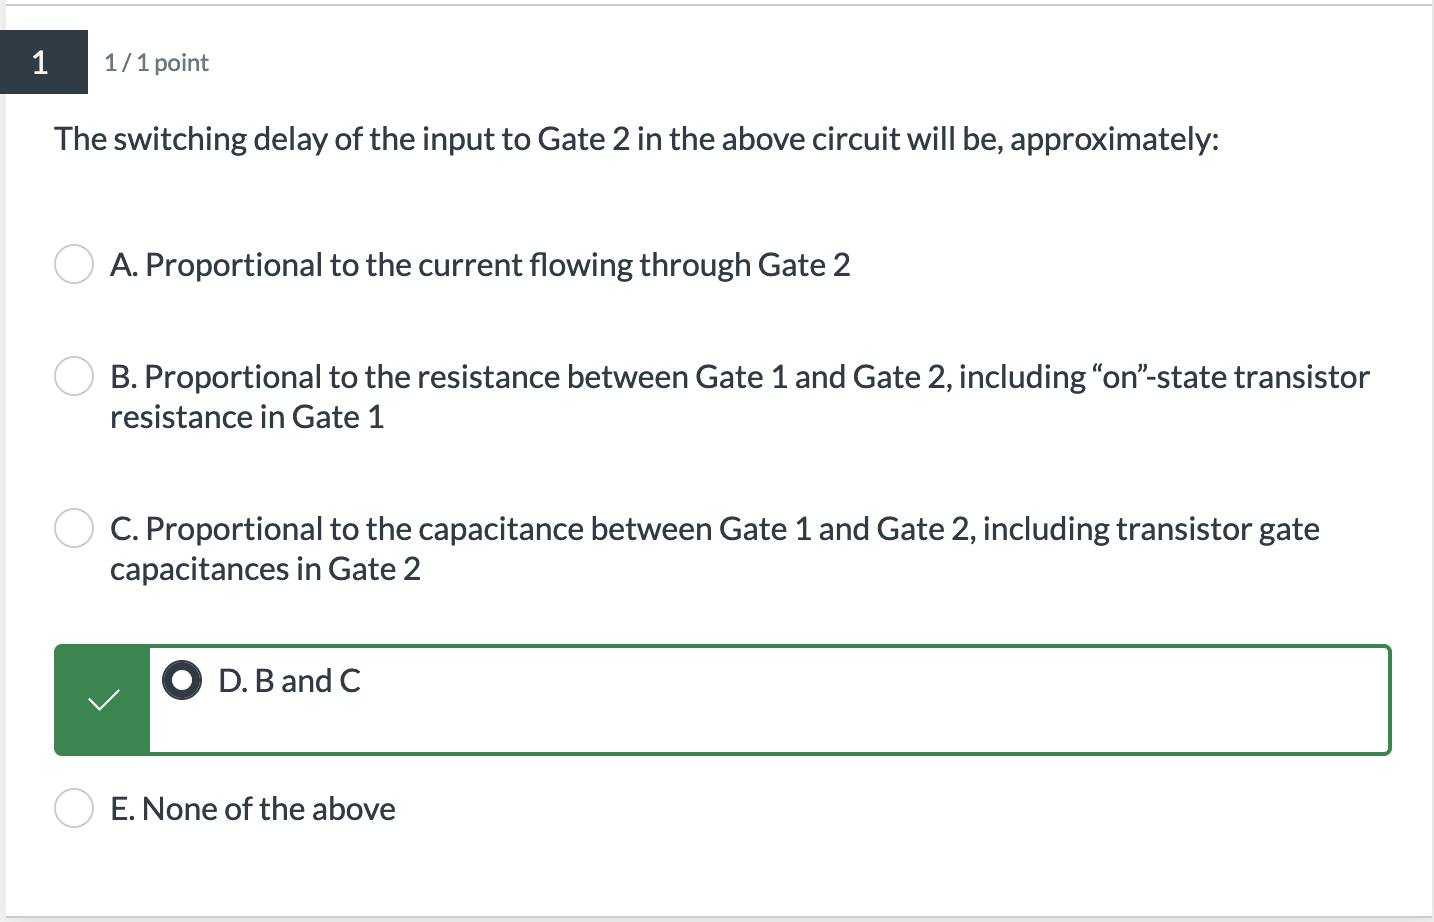 1
1 / 1 point
The switching delay of the input to Gate 2 in the above circuit will be, approximately:
A. Proportional to the current flowing through Gate 2
B. Proportional to the resistance between Gate 1 and Gate 2, including “on”-state transistor
resistance in Gate 1
C. Proportional to the capacitance between Gate 1 and Gate 2, including transistor gate
capacitances in Gate 2
D. B and C
E. None of the above